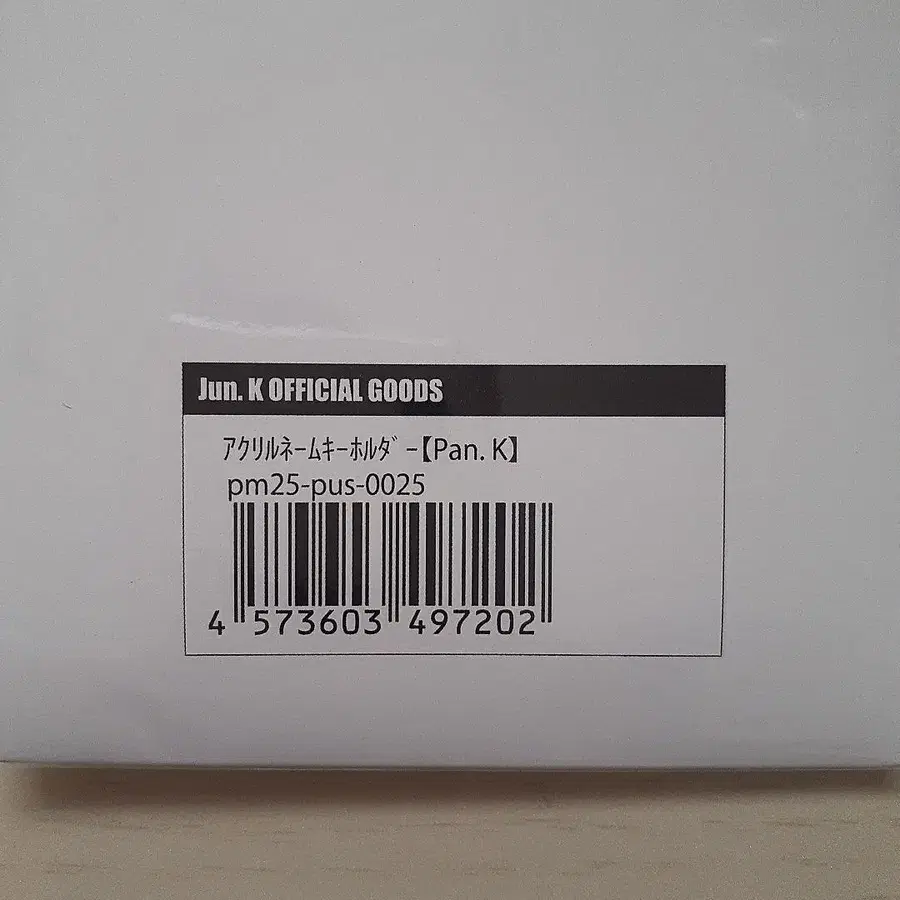 Jun. K OFFICIAL GOODS
ｱｸﾘﾙﾈｰﾑｷｰﾎﾙﾀﾞｰ【Pan. K】
pm25-pus-0025
4 573603 497202